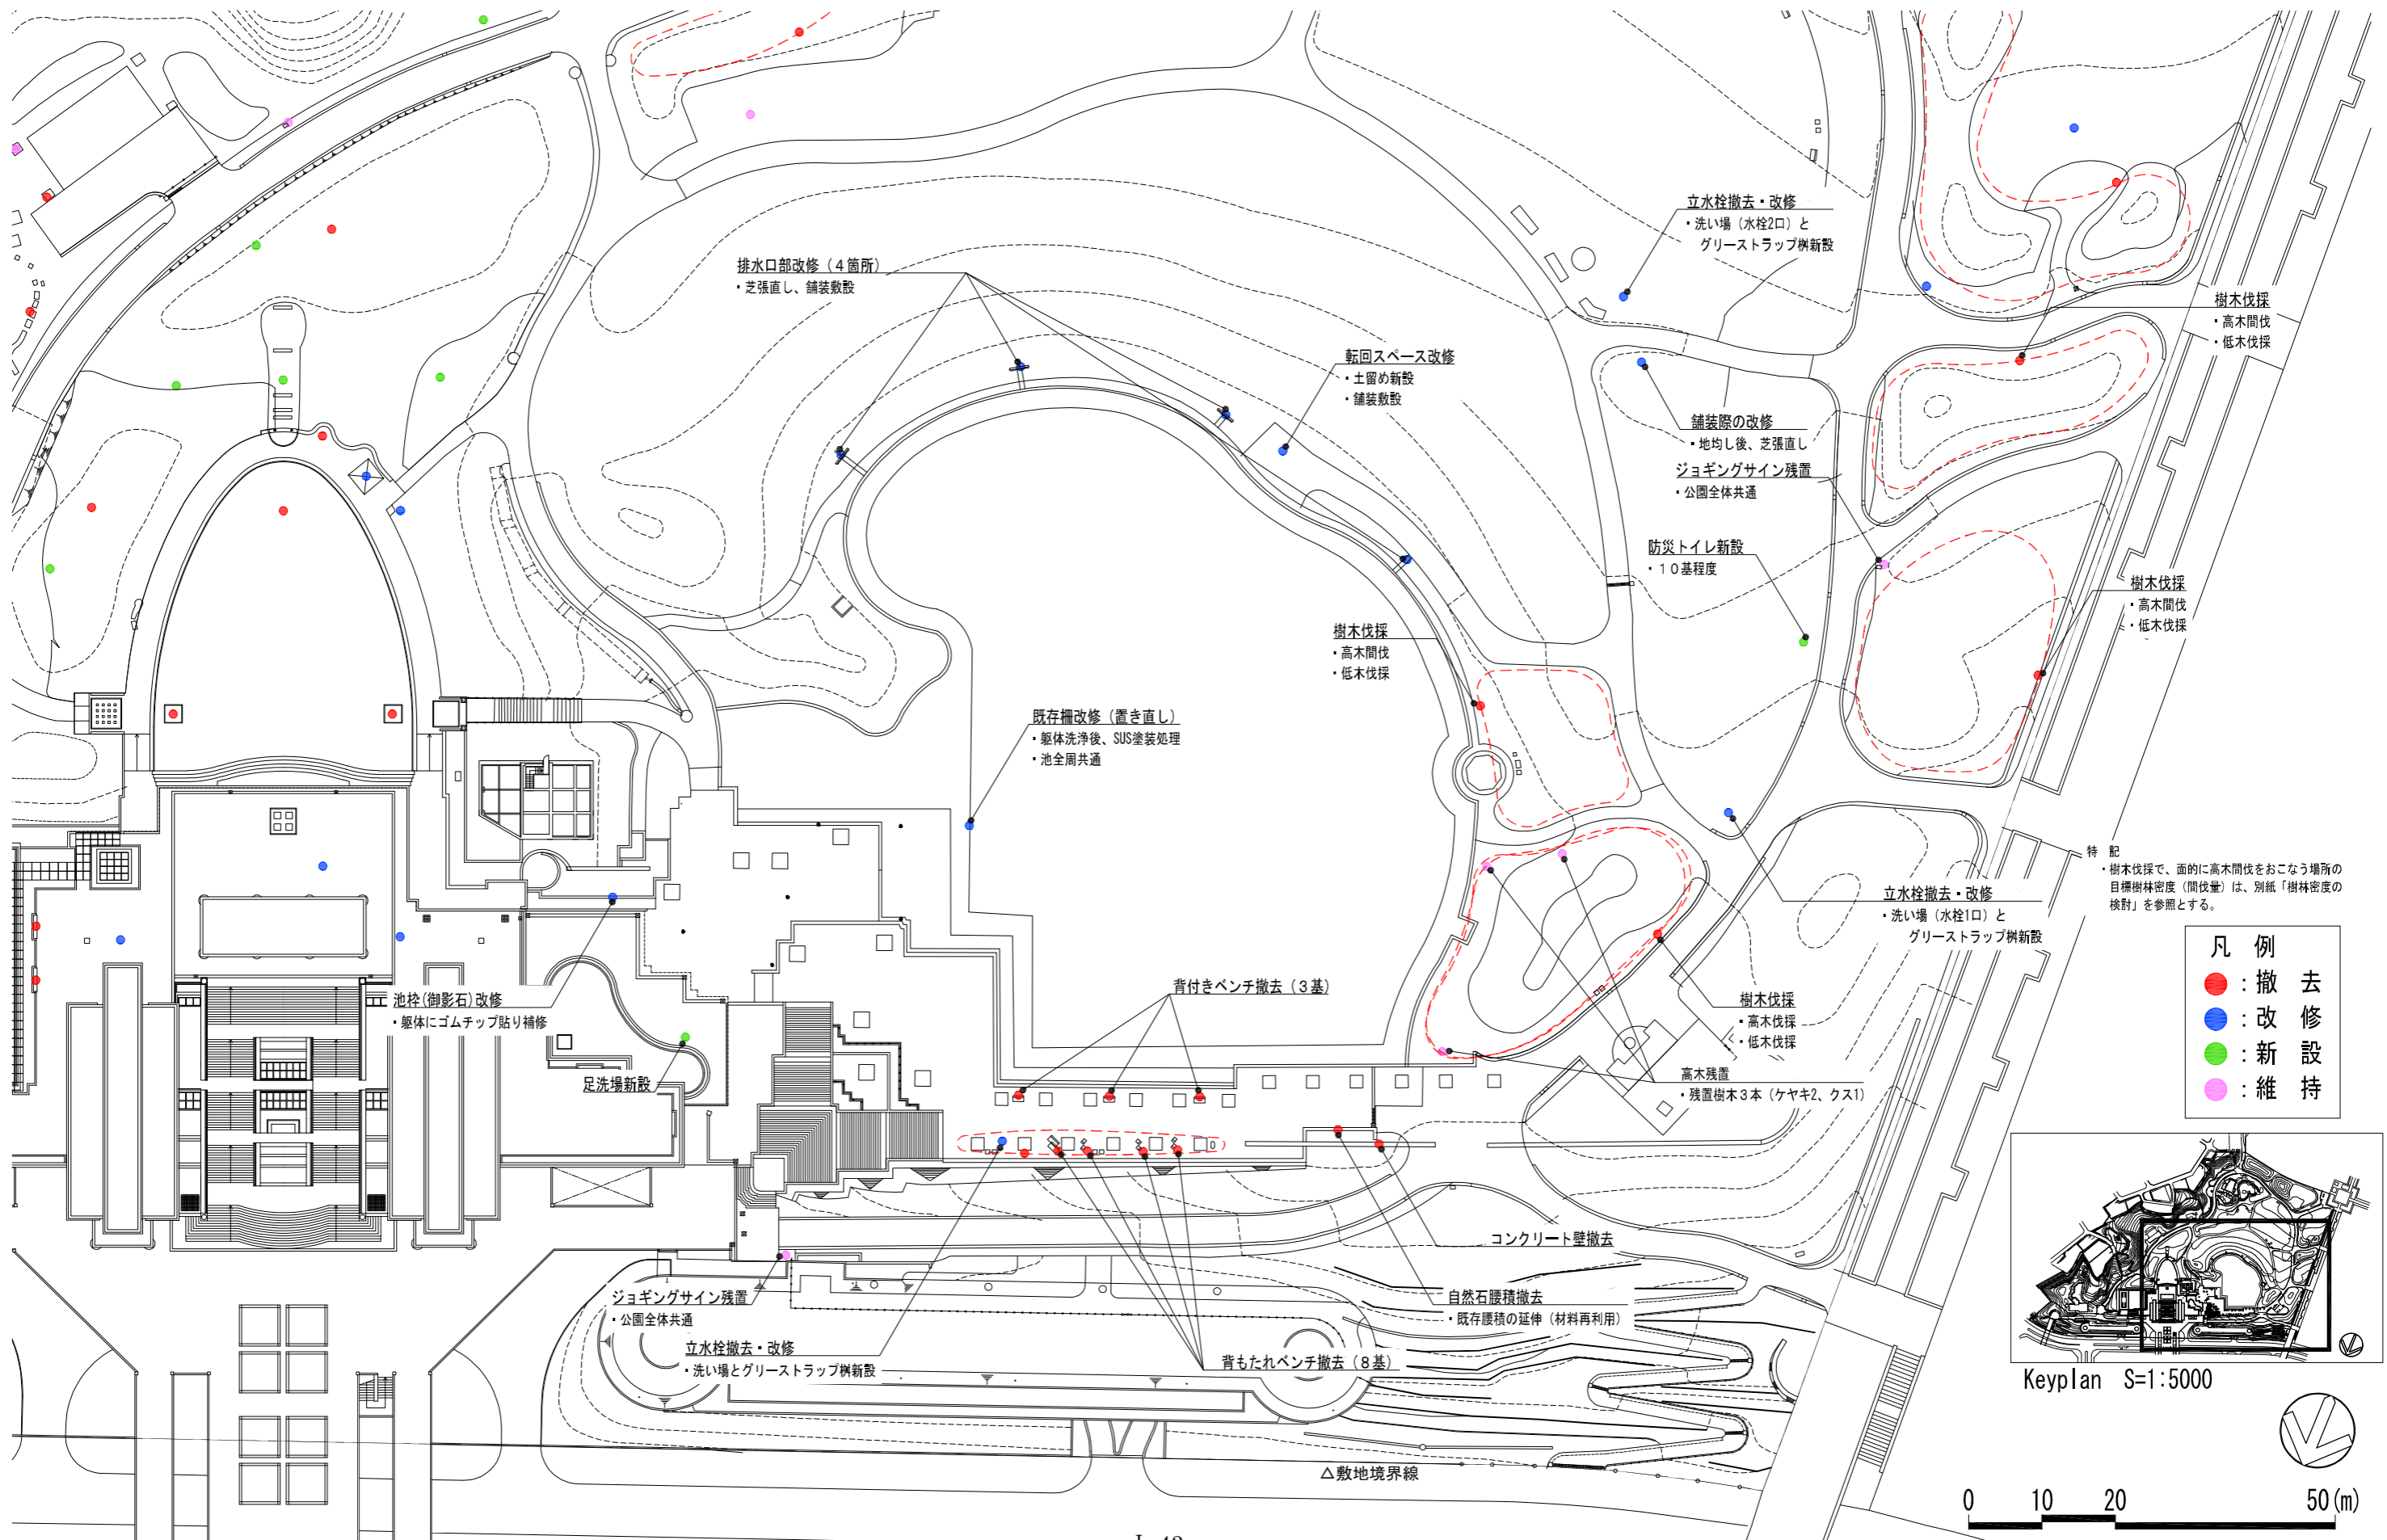 立水栓撤去・改修
・洗い場（水栓2口）と
グリーストラップ桝新設
排水口部改修（４箇所）
・芝張直し、舗装敷設
樹木伐採
・高木間伐
・低木伐採
転回スペース改修
・土留め新設
・舗装敷設
舗装際の改修
・地均し後、芝張直し
ジョギングサイン残置
・公園全体共通
防災トイレ新設
・１０基程度
樹木伐採
・高木間伐
・低木伐採
樹木伐採
・高木間伐
・低木伐採
既存柵改修（置き直し）
・躯体洗浄後、SUS塗装処理
・池全周共通
特　記
・樹木伐採で、面的に高木間伐をおこなう場所の
目標樹林密度（間伐量）は、別紙「樹林密度の
検討」を参照とする。
立水栓撤去・改修
・洗い場（水栓1口）と
グリーストラップ桝新設
凡　例
：撤　去
：改　修
：新　設
：維　持
池枠(御影石)改修
・躯体にゴムチップ貼り補修
背付きベンチ撤去（３基）
樹木伐採
・高木伐採
・低木伐採
足洗場新設
高木残置
・残置樹木３本（ケヤキ2、クス1）
コンクリート壁撤去
ジョギングサイン残置
・公園全体共通
自然石腰積撤去
・既存腰積の延伸（材料再利用）
立水栓撤去・改修
・洗い場とグリーストラップ桝新設
背もたれベンチ撤去（８基）
Keyplan　S=1:5000
△敷地境界線
0　10　20　50(m)